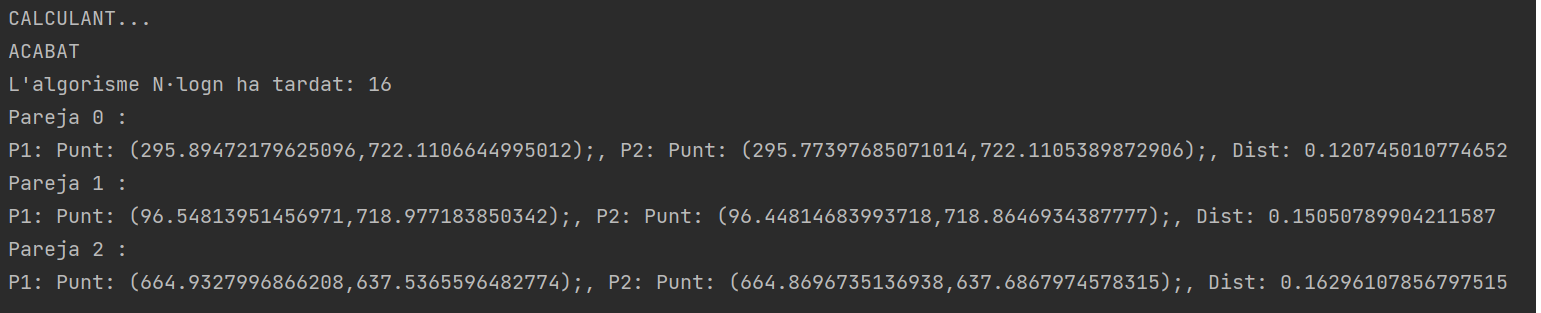 CALCULANT...
ACABAT
L'algorisme N·logn ha tardat: 16
Pareja 0 :
P1: Punt: (295.89472179625096,722.1106644995012);, P2: Punt: (295.77397685071014,722.1105389872906);, Dist: 0.120745010774652
Pareja 1 :
P1: Punt: (96.54813951456971,718.977183850342);, P2: Punt: (96.44814683993718,718.8646934387777);, Dist: 0.15050789904211587
Pareja 2 :
P1: Punt: (664.9327996866208,637.5365596482774);, P2: Punt: (664.8696735136938,637.6867974578315);, Dist: 0.16296107856797515